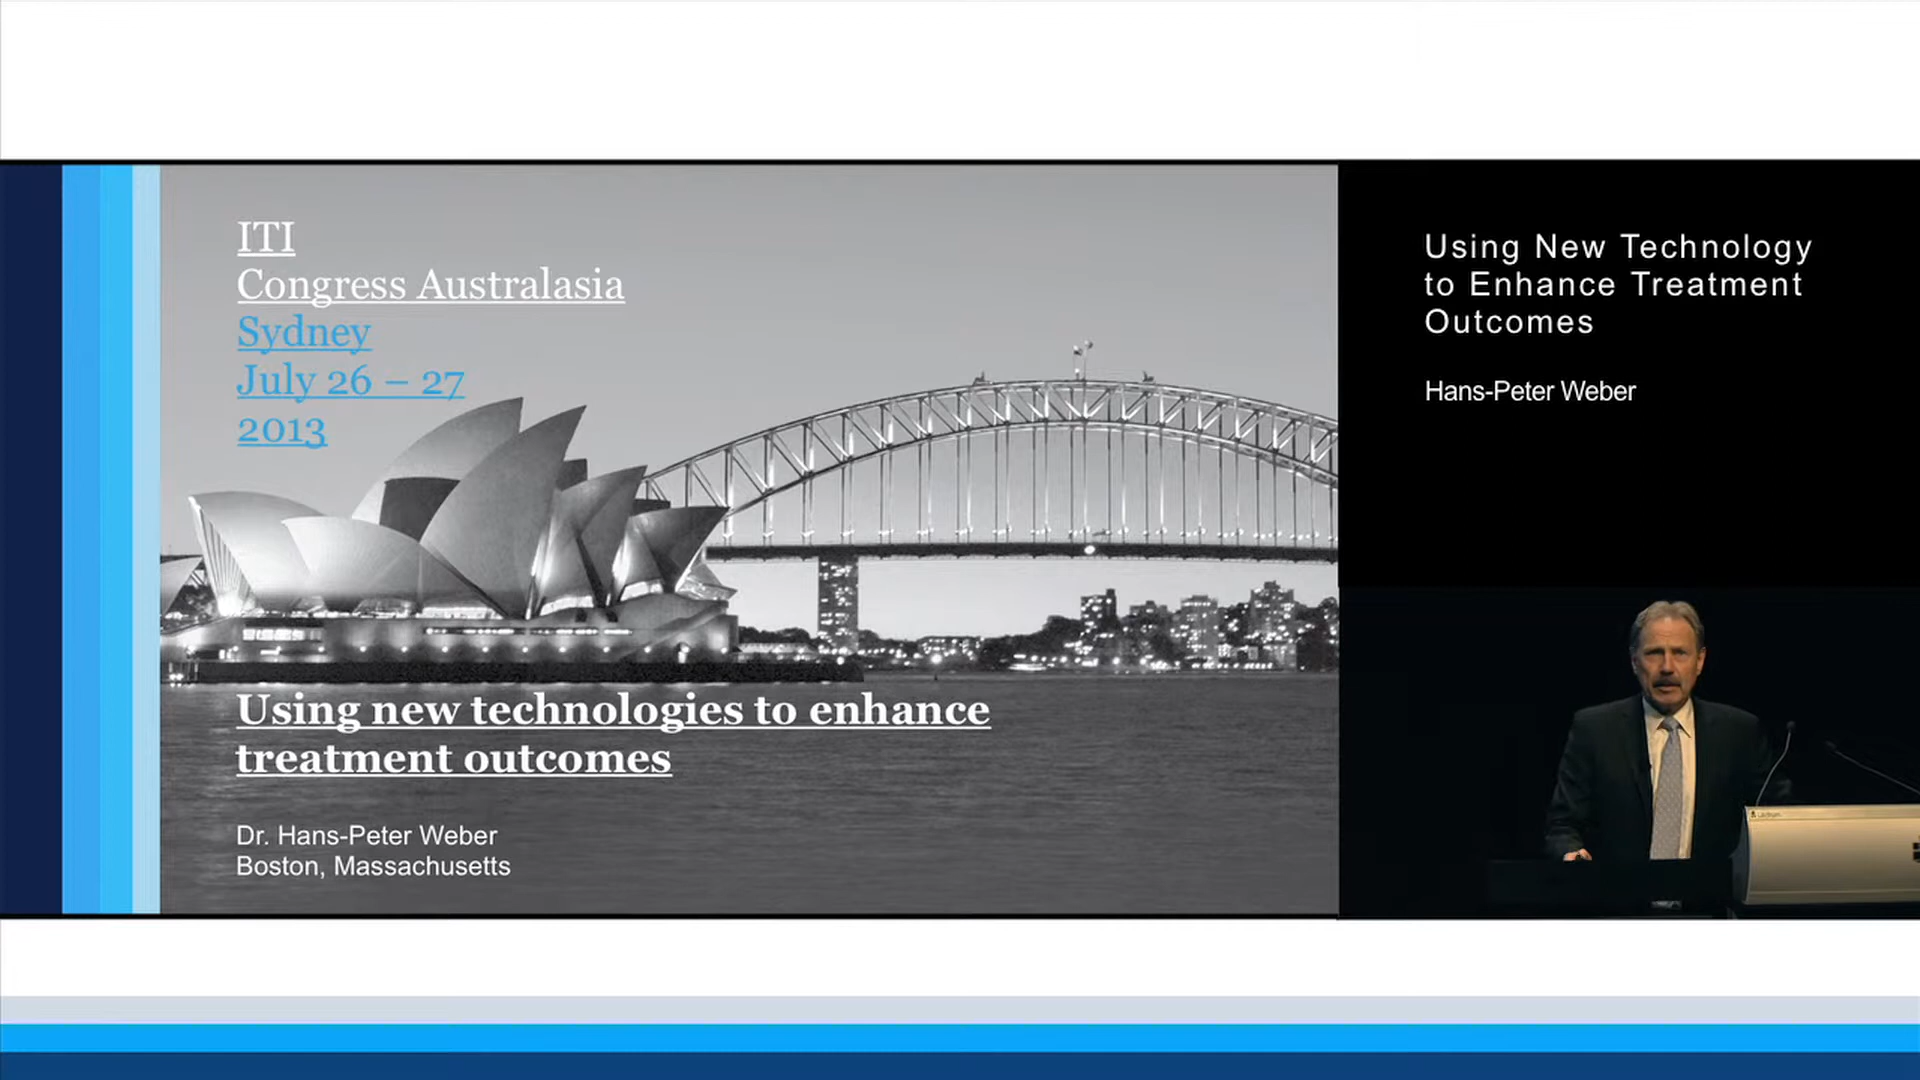 ITI
Congress Australasia
Sydney
July 26 – 27
2013
Using new technologies to enhance
treatment outcomes
Dr. Hans-Peter Weber
Boston, Massachusetts
Using New Technology
to Enhance Treatment
Outcomes
Hans-Peter Weber